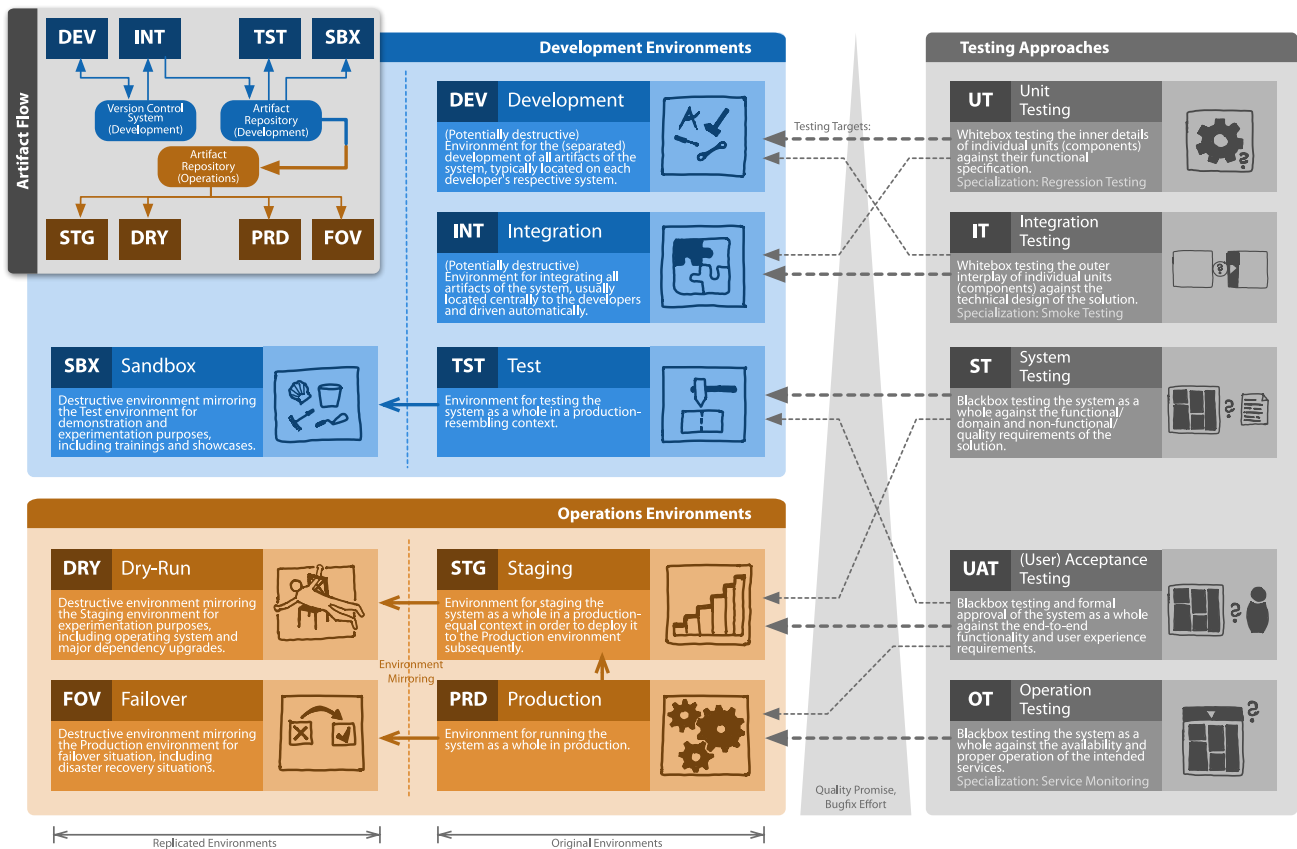 Artifact Flow
DEV
INT
TST
SBX
Version Control
System
(Development)
Artifact
Repository
(Development)
Artifact
Repository
(Operations)
STG
DRY
PRD
FOV
Development Environments
DEV
Development
(Potentially destructive)
Environment for the (separated)
development of all artifacts of the
system, typically located on each
developer's respective system.
INT
Integration
(Potentially destructive)
Environment for integrating all
artifacts of the system, usually
located centrally to the developers
and driven automatically.
SBX
Sandbox
Destructive environment mirroring
the Test environment for
demonstration and
experimentation purposes,
including trainings and showcases.
TST
Test
Environment for testing the
system as a whole in a production-
resembling context.
Operations Environments
DRY
Dry-Run
Destructive environment mirroring
the Staging environment for
experimentation purposes,
including operating system and
major dependency upgrades.
STG
Staging
Environment for staging the
system as a whole in a production-
equal context in order to deploy it
to the Production environment
subsequently.
Environment
Mirroring
FOV
Failover
Destructive environment mirroring
the Production environment for
failover situation, including
disaster recovery situations.
PRD
Production
Environment for running the
system as a whole in production.
Replicated Environments
Original Environments
Testing Targets:
Quality Promise,
Bugfix Effort
Testing Approaches
UT
Unit
Testing
Whitebox testing the inner details
of individual units (components)
against their functional
specification.
Specialization: Regression Testing
?
IT
Integration
Testing
Whitebox testing the outer
interplay of individual units
(components) against the
technical design of the solution.
Specialization: Smoke Testing
?
ST
System
Testing
Blackbox testing the system as a
whole against the functional/
domain and non-functional/
quality requirements of the
solution.
?
UAT
(User) Acceptance
Testing
Blackbox testing and formal
approval of the system as a whole
against the end-to-end
functionality and user experience
requirements.
?
OT
Operation
Testing
Blackbox testing the system as a
whole against the availability and
proper operation of the intended
services.
Specialization: Service Monitoring
?